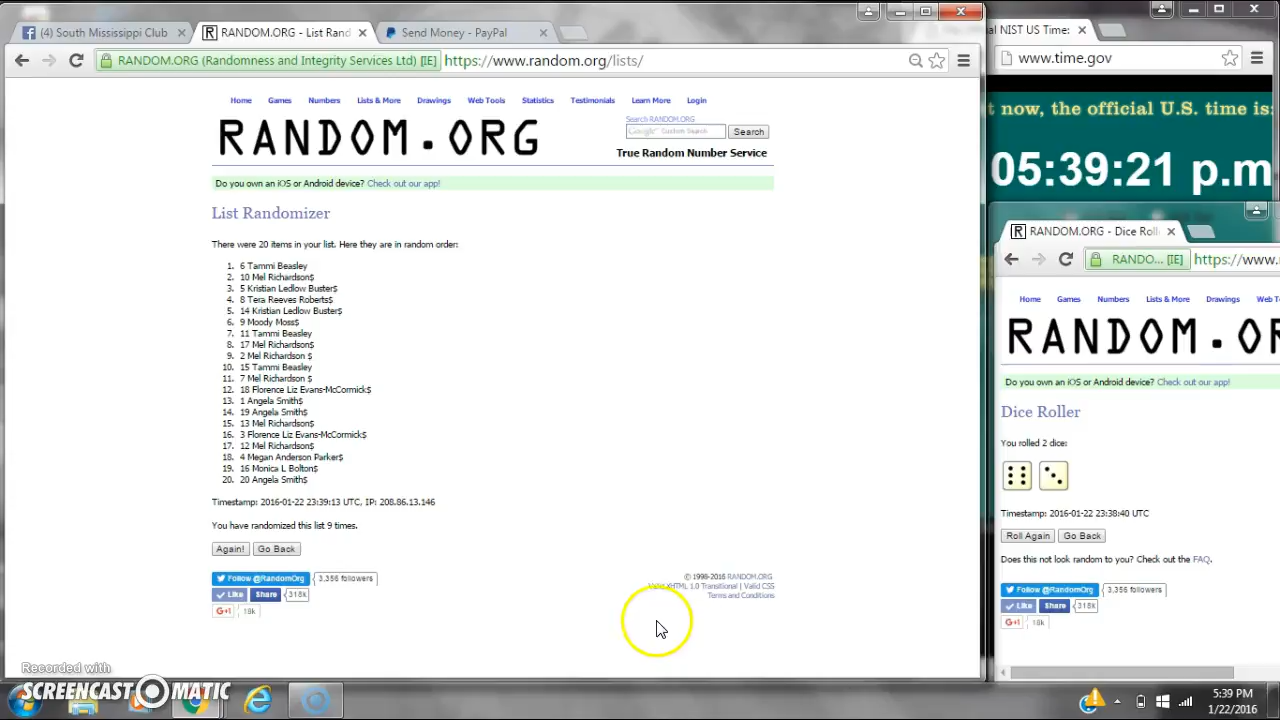 (4) South Mississippi Club
RANDOM.ORG - List Rand
Send Money - PayPal
RANDOM.ORG (Randomness and Integrity Services Ltd) [IE]
https://www.random.org/lists/
Home Games Numbers Lists & More Drawings Web Tools Statistics Testimonials Learn More Login
RANDOM.ORG
Search RANDOM.ORG
Google Custom Search
Search
True Random Number Service
Do you own an iOS or Android device? Check out our app!
List Randomizer
There were 20 items in your list. Here they are in random order:
1. 6 Tammi Beasley
2. 10 Mel Richardson$
3. 5 Kristian Ledlow Buster$
4. 8 Tera Reeves Roberts$
5. 14 Kristian Ledlow Buster$
6. 9 Moody Moss$
7. 11 Tammi Beasley
8. 17 Mel Richardson$
9. 2 Mel Richardson $
10. 15 Tammi Beasley
11. 7 Mel Richardson $
12. 18 Florence Liz Evans-McCormick$
13. 1 Angela Smith$
14. 19 Angela Smith$
15. 13 Mel Richardson$
16. 3 Florence Liz Evans-McCormick$
17. 12 Mel Richardson$
18. 4 Megan Anderson Parker$
19. 16 Monica L Bolton$
20. 20 Angela Smith$
Timestamp: 2016-01-22 23:39:13 UTC, IP: 208.86.13.146
You have randomized this list 9 times.
Again! Go Back
Follow @RandomOrg 3,356 followers
Like Share 318k
G+1 18k
© 1998-2016 RANDOM.ORG
Valid XHTML 1.0 Transitional | Valid CSS
Terms and Conditions
al NIST US Time:
www.time.gov
t now, the official U.S. time is:
05:39:21 p.m
RANDOM.ORG - Dice Roll
RANDO... [IE]
https://www.
Home Games Numbers Lists & More Drawings Web T
RANDOM.OR
Do you own an iOS or Android device? Check out our app!
Dice Roller
You rolled 2 dice:
Timestamp: 2016-01-22 23:38:40 UTC
Roll Again Go Back
Does this not look random to you? Check out the FAQ.
Follow @RandomOrg 3,356 followers
Like Share 318k
G+1 18k
Recorded with
SCREENCAST MATIC
5:39 PM
1/22/2016